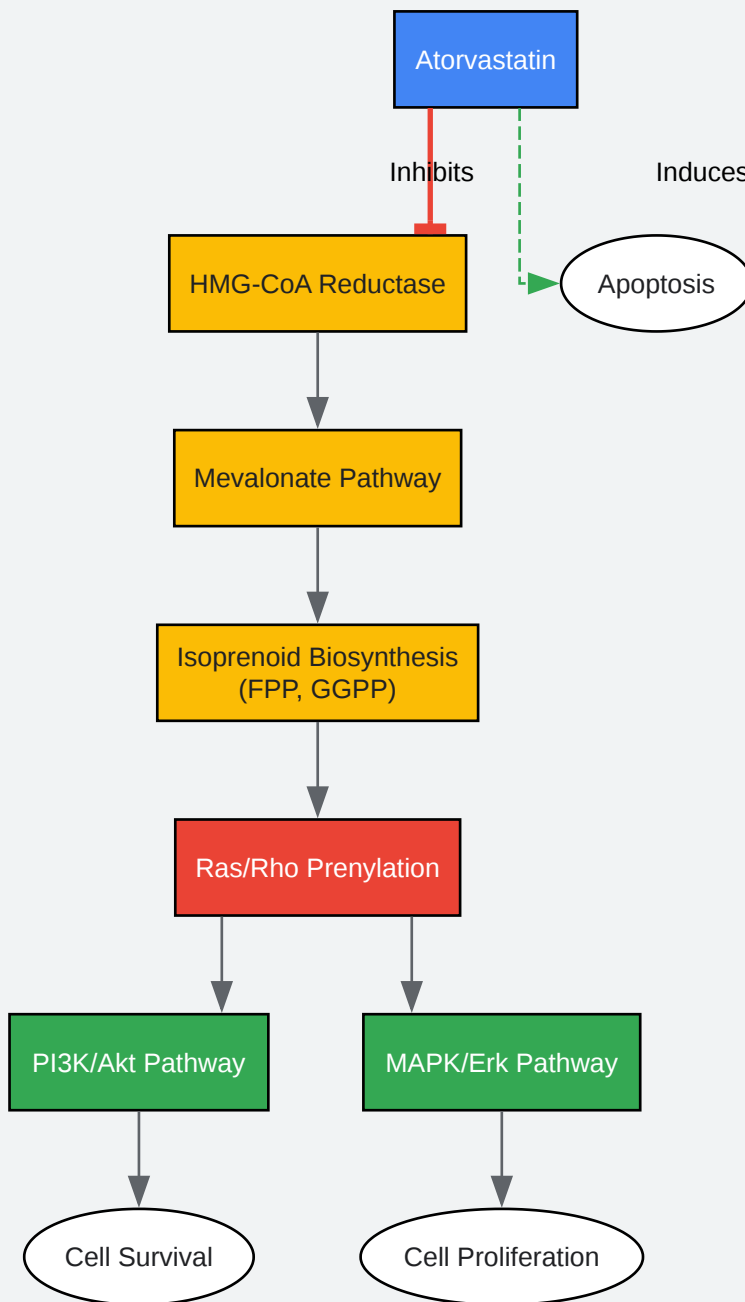 Atorvastatin
Inhibits
Induces
HMG-CoA Reductase
Apoptosis
Mevalonate Pathway
Isoprenoid Biosynthesis
(FPP, GGPP)
Ras/Rho Prenylation
PI3K/Akt Pathway
MAPK/Erk Pathway
Cell Survival
Cell Proliferation